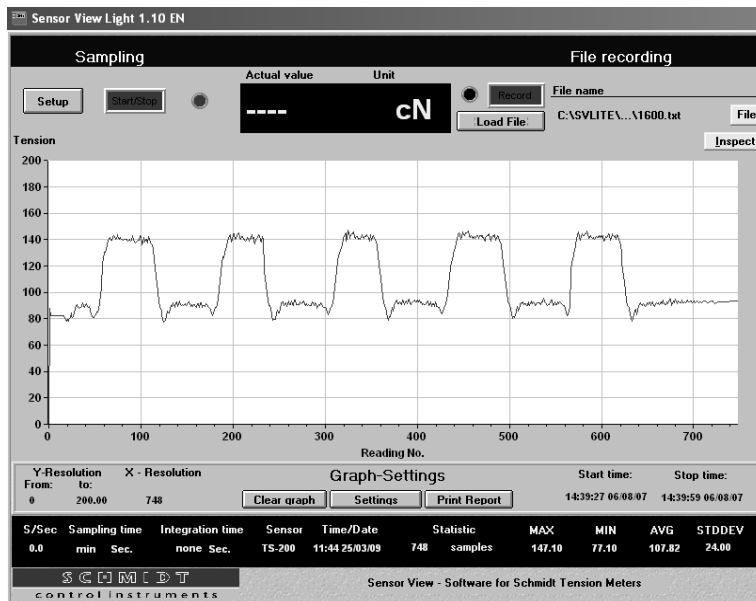 Sensor View Light 1.10 EN
Sampling File recording
Actual value Unit
Setup Start/Stop ---- cN Record File name
Load File C:\SVLITE\...\1600.txt File
Tension Inspect
200
180
160
140
120
100
80
60
40
20
0
0 100 200 300 400 500 600 700
Reading No.
Y-Resolution X - Resolution Graph-Settings Start time: Stop time:
From: to:
0 200.00 748 Clear graph Settings Print Report 14:39:27 06/08/07 14:39:59 06/08/07
S/Sec Sampling time Integration time Sensor Time/Date Statistic MAX MIN AVG STDDEV
0.0 min Sec. none Sec. TS-200 11:44 25/03/09 748 samples 147.10 77.10 107.82 24.00
SCHMIDT
control instruments
Sensor View - Software for Schmidt Tension Meters